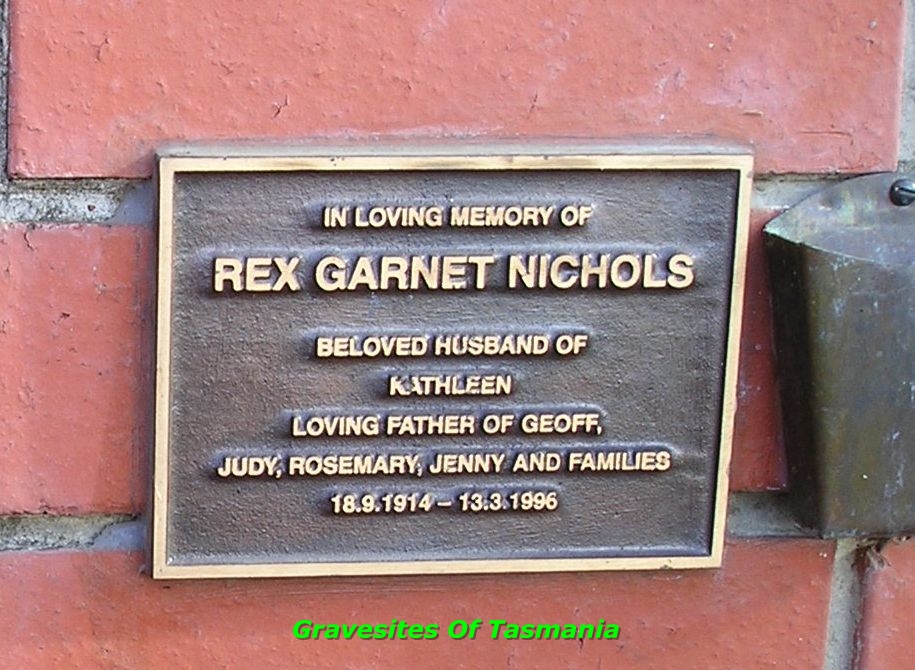 IN LOVING MEMORY OF
REX GARNET NICHOLS
BELOVED HUSBAND OF
KATHLEEN
LOVING FATHER OF GEOFF,
JUDY, ROSEMARY, JENNY AND FAMILIES
18.9.1914 – 13.3.1996
Gravesites Of Tasmania